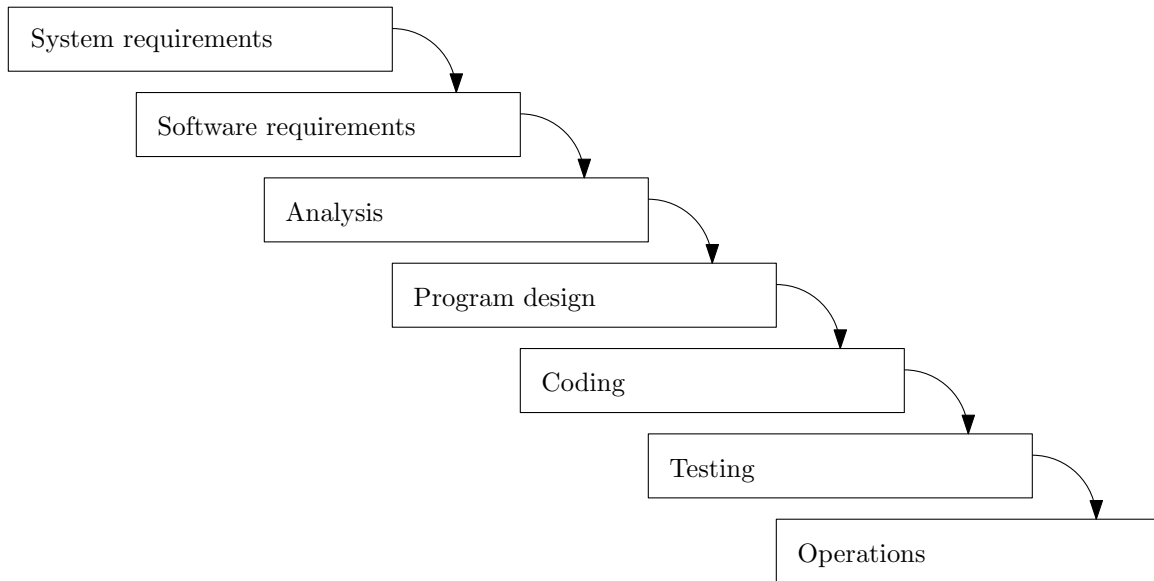 System requirements
Software requirements
Analysis
Program design
Coding
Testing
Operations